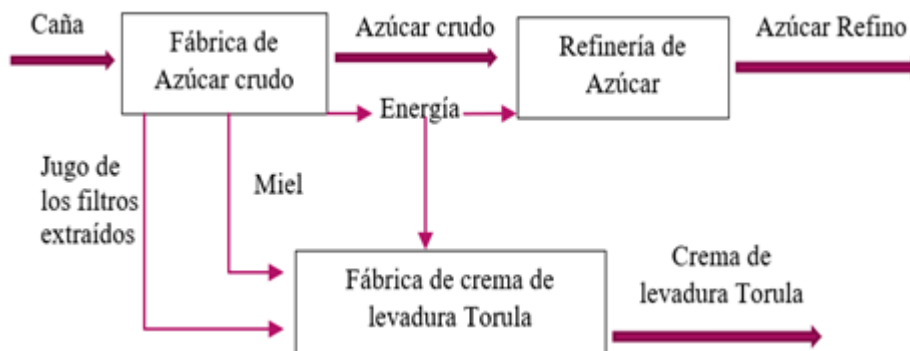 Caña
Fábrica de
Azúcar crudo
Azúcar crudo
Refinería de
Azúcar
Azúcar Refino
Energía
Jugo de
los filtros
extraídos
Miel
Fábrica de crema de
levadura Torula
Crema de
levadura Torula